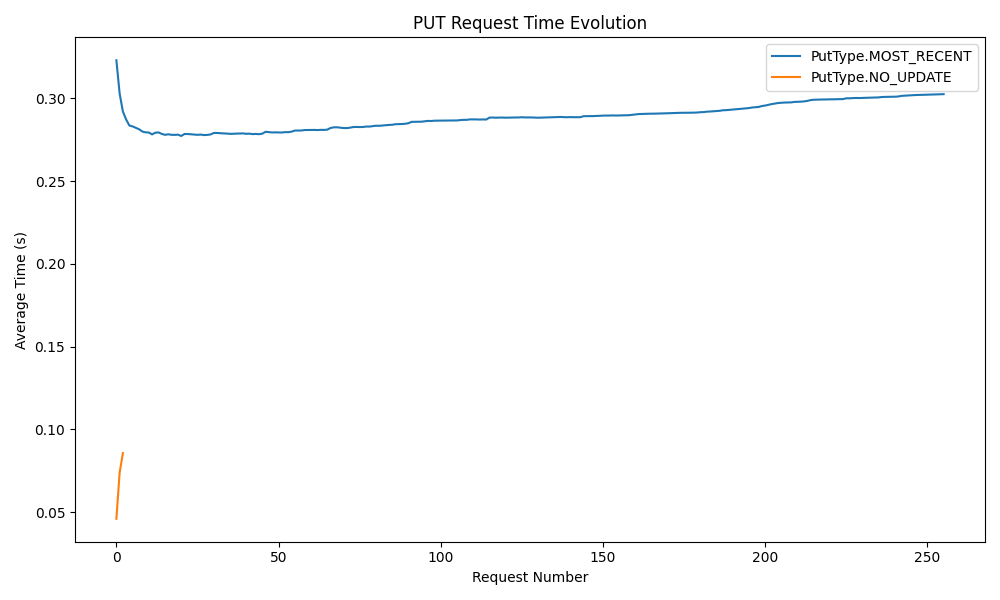 PUT Request Time Evolution
PutType.MOST_RECENT
PutType.NO_UPDATE
Average Time (s)
0.30
0.25
0.20
0.15
0.10
0.05
0
50
100
150
200
250
Request Number